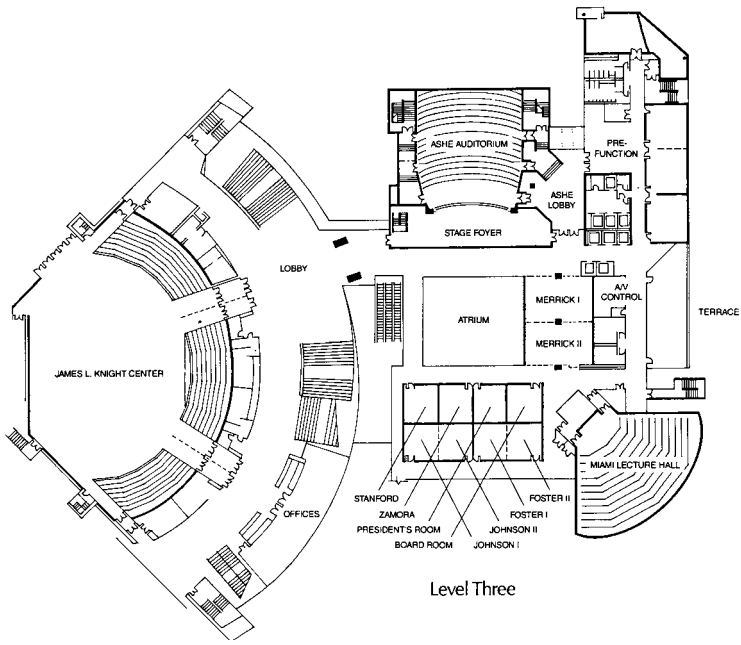 ASHE AUDITORIUM
PRE-
FUNCTION
ASHE
LOBBY
STAGE FOYER
LOBBY
MERRICK I
A/V
CONTROL
ATRIUM
TERRACE
MERRICK II
JAMES L. KNIGHT CENTER
MIAMI LECTURE HALL
STANFORD
FOSTER II
ZAMORA
FOSTER I
OFFICES
PRESIDENT'S ROOM
JOHNSON II
BOARD ROOM
JOHNSON I
Level Three